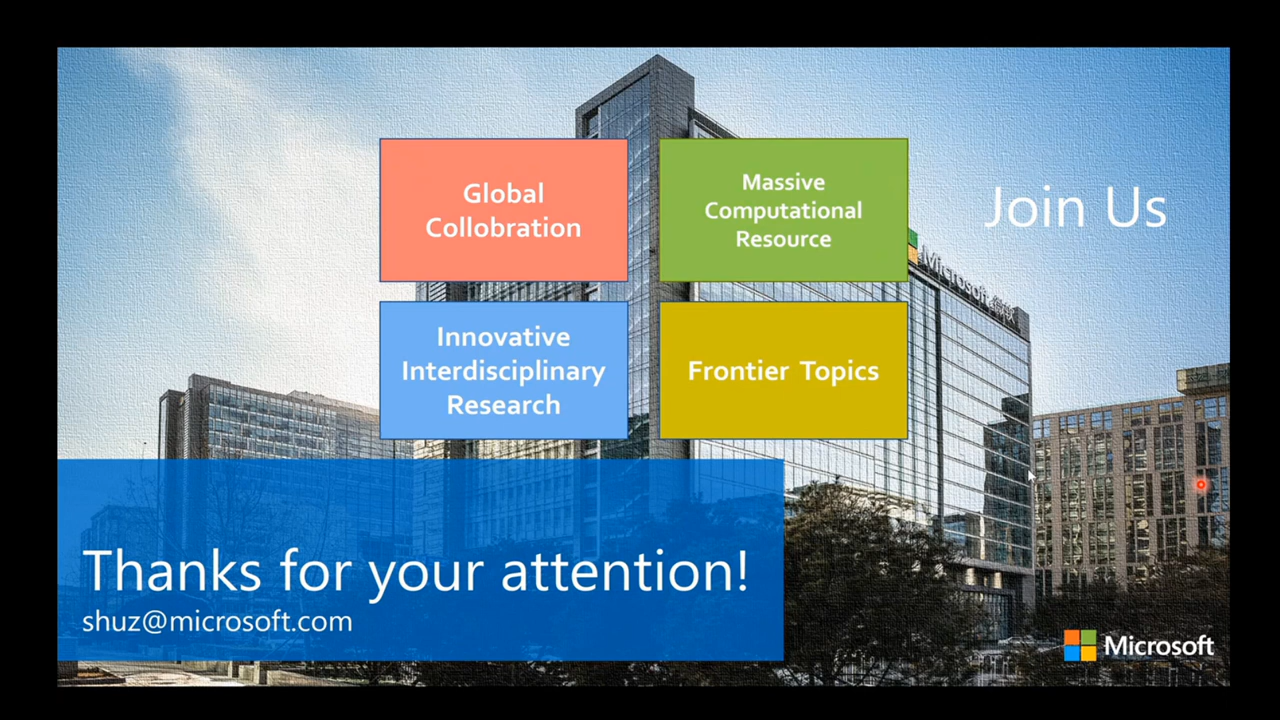 Global
Collobration
Massive
Computational
Resource
Join Us
Microsoft
Innovative
Interdisciplinary
Research
Frontier Topics
Thanks for your attention!
shuz@microsoft.com
Microsoft